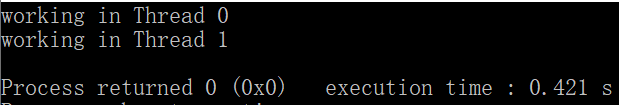 working in Thread 0
working in Thread 1
Process returned 0 (0x0)   execution time : 0.421 s